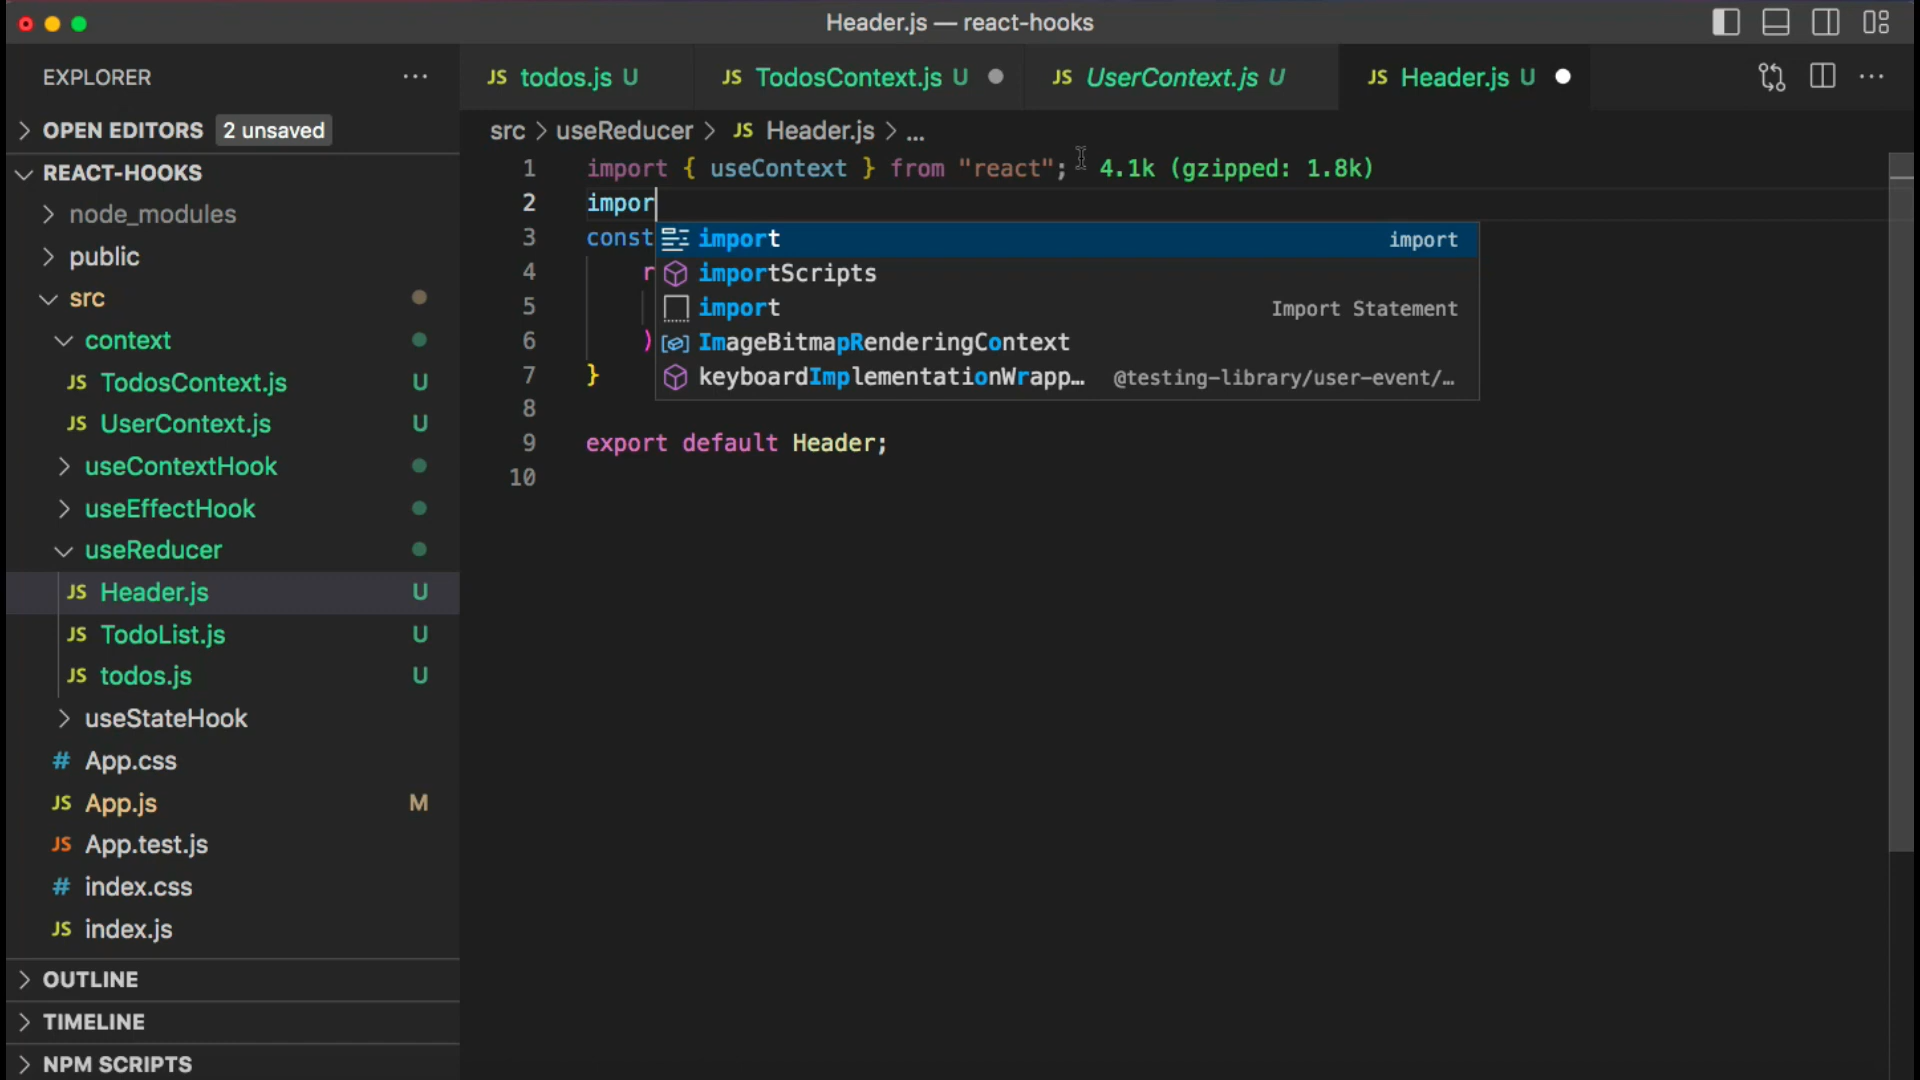 Header.js — react-hooks
EXPLORER
OPEN EDITORS 2 unsaved
REACT-HOOKS
node_modules
public
src
context
JS TodosContext.js U
JS UserContext.js U
useContextHook
useEffectHook
useReducer
JS Header.js U
JS TodoList.js U
JS todos.js U
useStateHook
# App.css
JS App.js M
JS App.test.js
# index.css
JS index.js
OUTLINE
TIMELINE
NPM SCRIPTS
JS todos.js U JS TodosContext.js U JS UserContext.js U JS Header.js U
src > useReducer > JS Header.js > ...
1 import { useContext } from "react"; 4.1k (gzipped: 1.8k)
2 impor
3 const
4 r
5
6 )
7 }
8
9 export default Header;
10
import import
importScripts
import Import Statement
ImageBitmapRenderingContext
keyboardImplementationWrapp… @testing-library/user-event/…